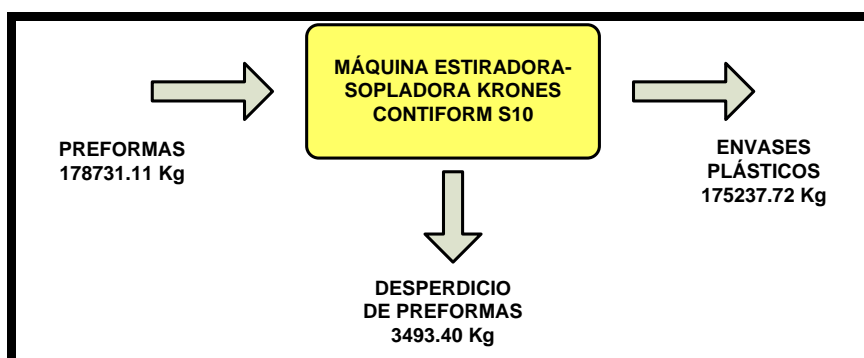 MÁQUINA ESTIRADORA-
SOPLADORA KRONES
CONTIFORM S10
PREFORMAS
178731.11 Kg
ENVASES
PLÁSTICOS
175237.72 Kg
DESPERDICIO
DE PREFORMAS
3493.40 Kg